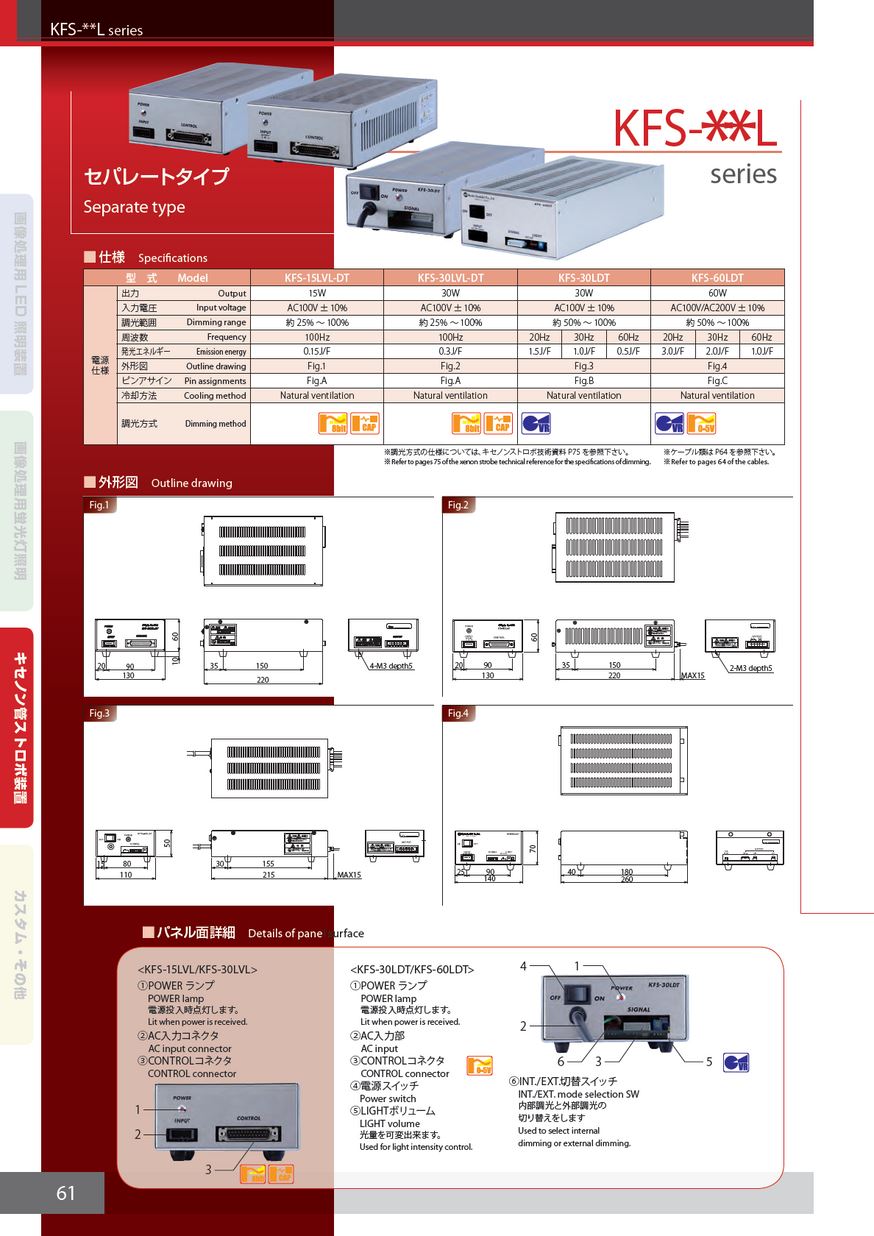 KFS-**L series
KFS-**L
series
セパレートタイプ
Separate type
■仕様 Specifications
型 式 Model KFS-15LVL-DT KFS-30LVL-DT KFS-30LDT KFS-60LDT
電源仕様
出力 Output 15W 30W 30W 60W
入力電圧 Input voltage AC100V ± 10% AC100V ± 10% AC100V ± 10% AC100V/AC200V ± 10%
調光範囲 Dimming range 約 25% ～ 100% 約 25% ～100% 約 50% ～ 100% 約 50% ～100%
周波数 Frequency 100Hz 100Hz 20Hz 30Hz 60Hz 20Hz 30Hz 60Hz
発光エネルギー Emission energy 0.15J/F 0.3J/F 1.5J/F 1.0J/F 0.5J/F 3.0J/F 2.0J/F 1.0J/F
外形図 Outline drawing Fig.1 Fig.2 Fig.3 Fig.4
ピンアサイン Pin assignments Fig.A Fig.A Fig.B Fig.C
冷却方法 Cooling method Natural ventilation Natural ventilation Natural ventilation Natural ventilation
調光方式 Dimming method 8bit CAP 8bit CAP VR VR 0-5V
※調光方式の仕様については、キセノンストロボ技術資料 P75 を参照下さい。
※ Refer to pages 75 of the xenon strobe technical reference for the specifications of dimming.
※ケーブル類は P64 を参照下さい。
※ Refer to pages 64 of the cables.
■外形図 Outline drawing
Fig.1
60
10
20 90
130
35 150
220
4-M3 depth5
Fig.2
60
20 90
130
35 150
220 MAX15
2-M3 depth5
Fig.3
50
15 80
110
30 155
215 MAX15
Fig.4
70
25 90
140
40 180
260
■パネル面詳細 Details of pane surface
<KFS-15LVL/KFS-30LVL>
①POWER ランプ
POWER lamp
電源投入時点灯します。
Lit when power is received.
②AC入力コネクタ
AC input connector
③CONTROLコネクタ
CONTROL connector
POWER
INPUT
CONTROL
1
2
3
8bit CAP
<KFS-30LDT/KFS-60LDT>
①POWER ランプ
POWER lamp
電源投入時点灯します。
Lit when power is received.
②AC入力部
AC input
③CONTROLコネクタ
CONTROL connector
0-5V
④電源スイッチ
Power switch
⑤LIGHTボリューム
LIGHT volume
光量を可変出来ます。
Used for light intensity control.
4 1
2
6 3 5
OFF ON POWER KFS-30LDT
SIGNAL
VR
⑥INT./EXT.切替スイッチ
INT./EXT. mode selection SW
内部調光と外部調光の
切り替えをします
Used to select internal
dimming or external dimming.
画像処理用 LED 照明装置
画像処理用蛍光灯照明
キセノン管ストロボ装置
カスタム・その他
61